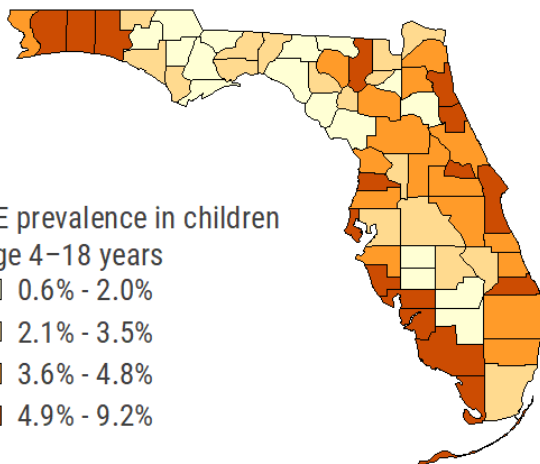 E prevalence in children
ge 4–18 years
0.6% - 2.0%
2.1% - 3.5%
3.6% - 4.8%
4.9% - 9.2%